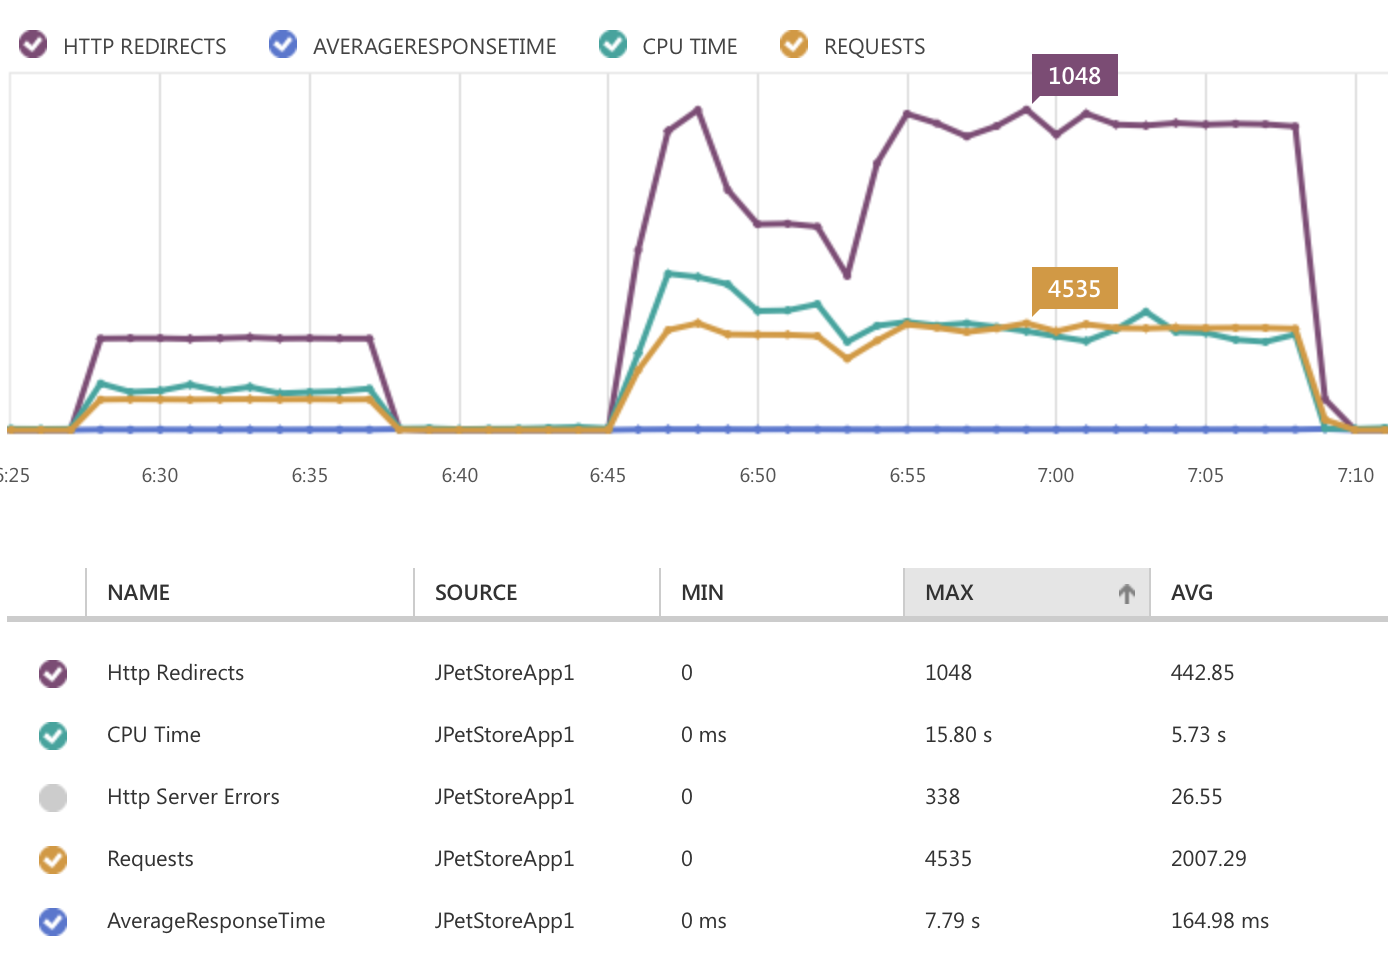 HTTP REDIRECTS AVERAGERESPONSETIME CPU TIME REQUESTS
1048
4535
6:25 6:30 6:35 6:40 6:45 6:50 6:55 7:00 7:05 7:10
NAME SOURCE MIN MAX AVG
Http Redirects JPetStoreApp1 0 1048 442.85
CPU Time JPetStoreApp1 0 ms 15.80 s 5.73 s
Http Server Errors JPetStoreApp1 0 338 26.55
Requests JPetStoreApp1 0 4535 2007.29
AverageResponseTime JPetStoreApp1 0 ms 7.79 s 164.98 ms